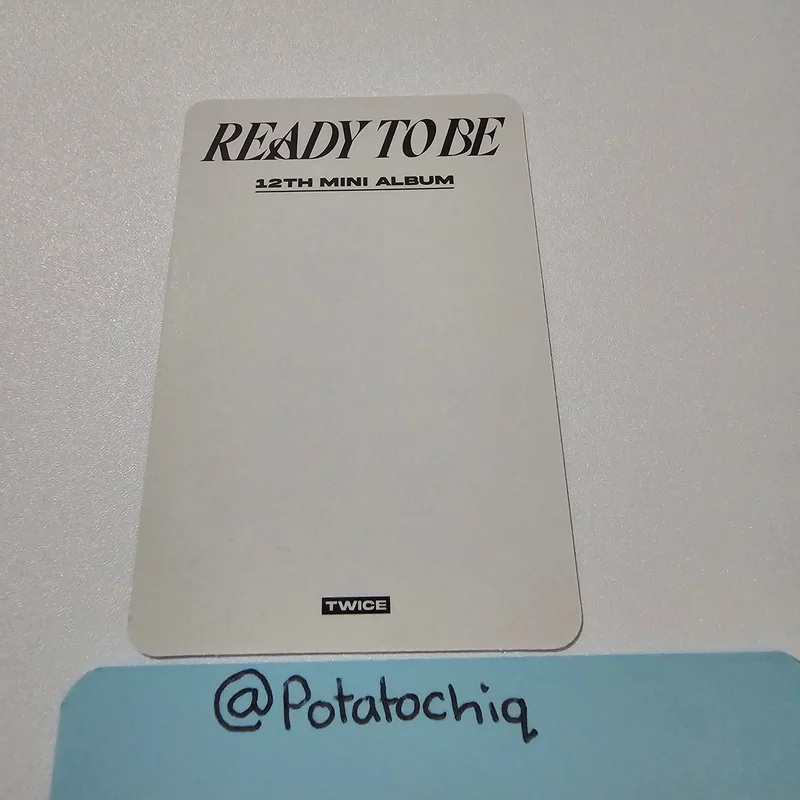 READY TO BE
12TH MINI ALBUM
TWICE
@Potatochiq